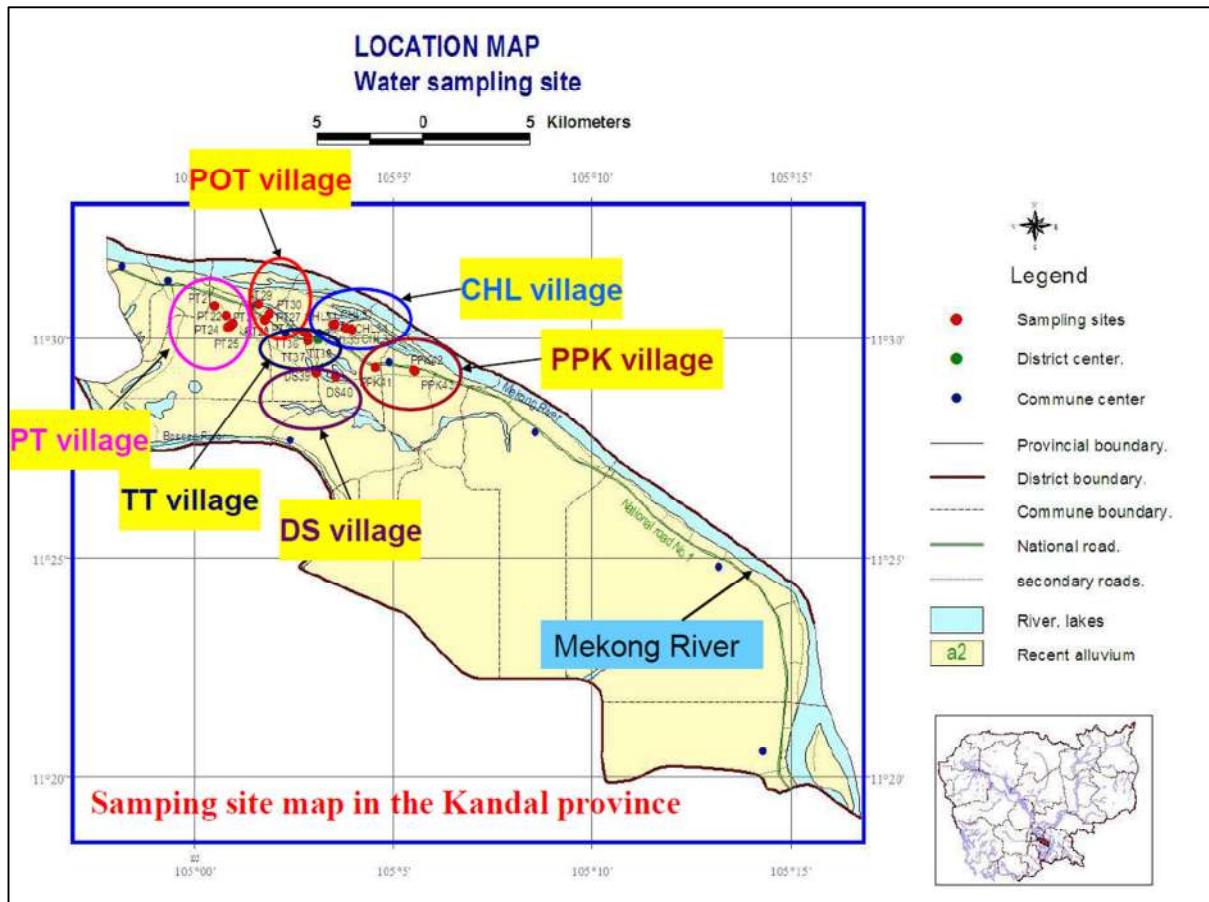 LOCATION MAP
Water sampling site
5 0 5 Kilometers
POT village
105°5' 105°10' 105°15'
CHL village
PPK village
PT village
TT village
DS village
PT29
PT30
PT27
PT22
PT24
PT25
11°30' 11°30'
TT37
DS39
DS40
PPK41
PPK42
PPK43
Mekong River
National road No. 1
11°25' 11°25'
Mekong River
11°20' 11°20'
Samping site map in the Kandal province
105°00' 105°5' 105°10' 105°15'
Legend
Sampling sites
District center.
Commune center
Provincial boundary.
District boundary.
Commune boundary.
National road.
secondary roads.
River. lakes
a2 Recent alluvium